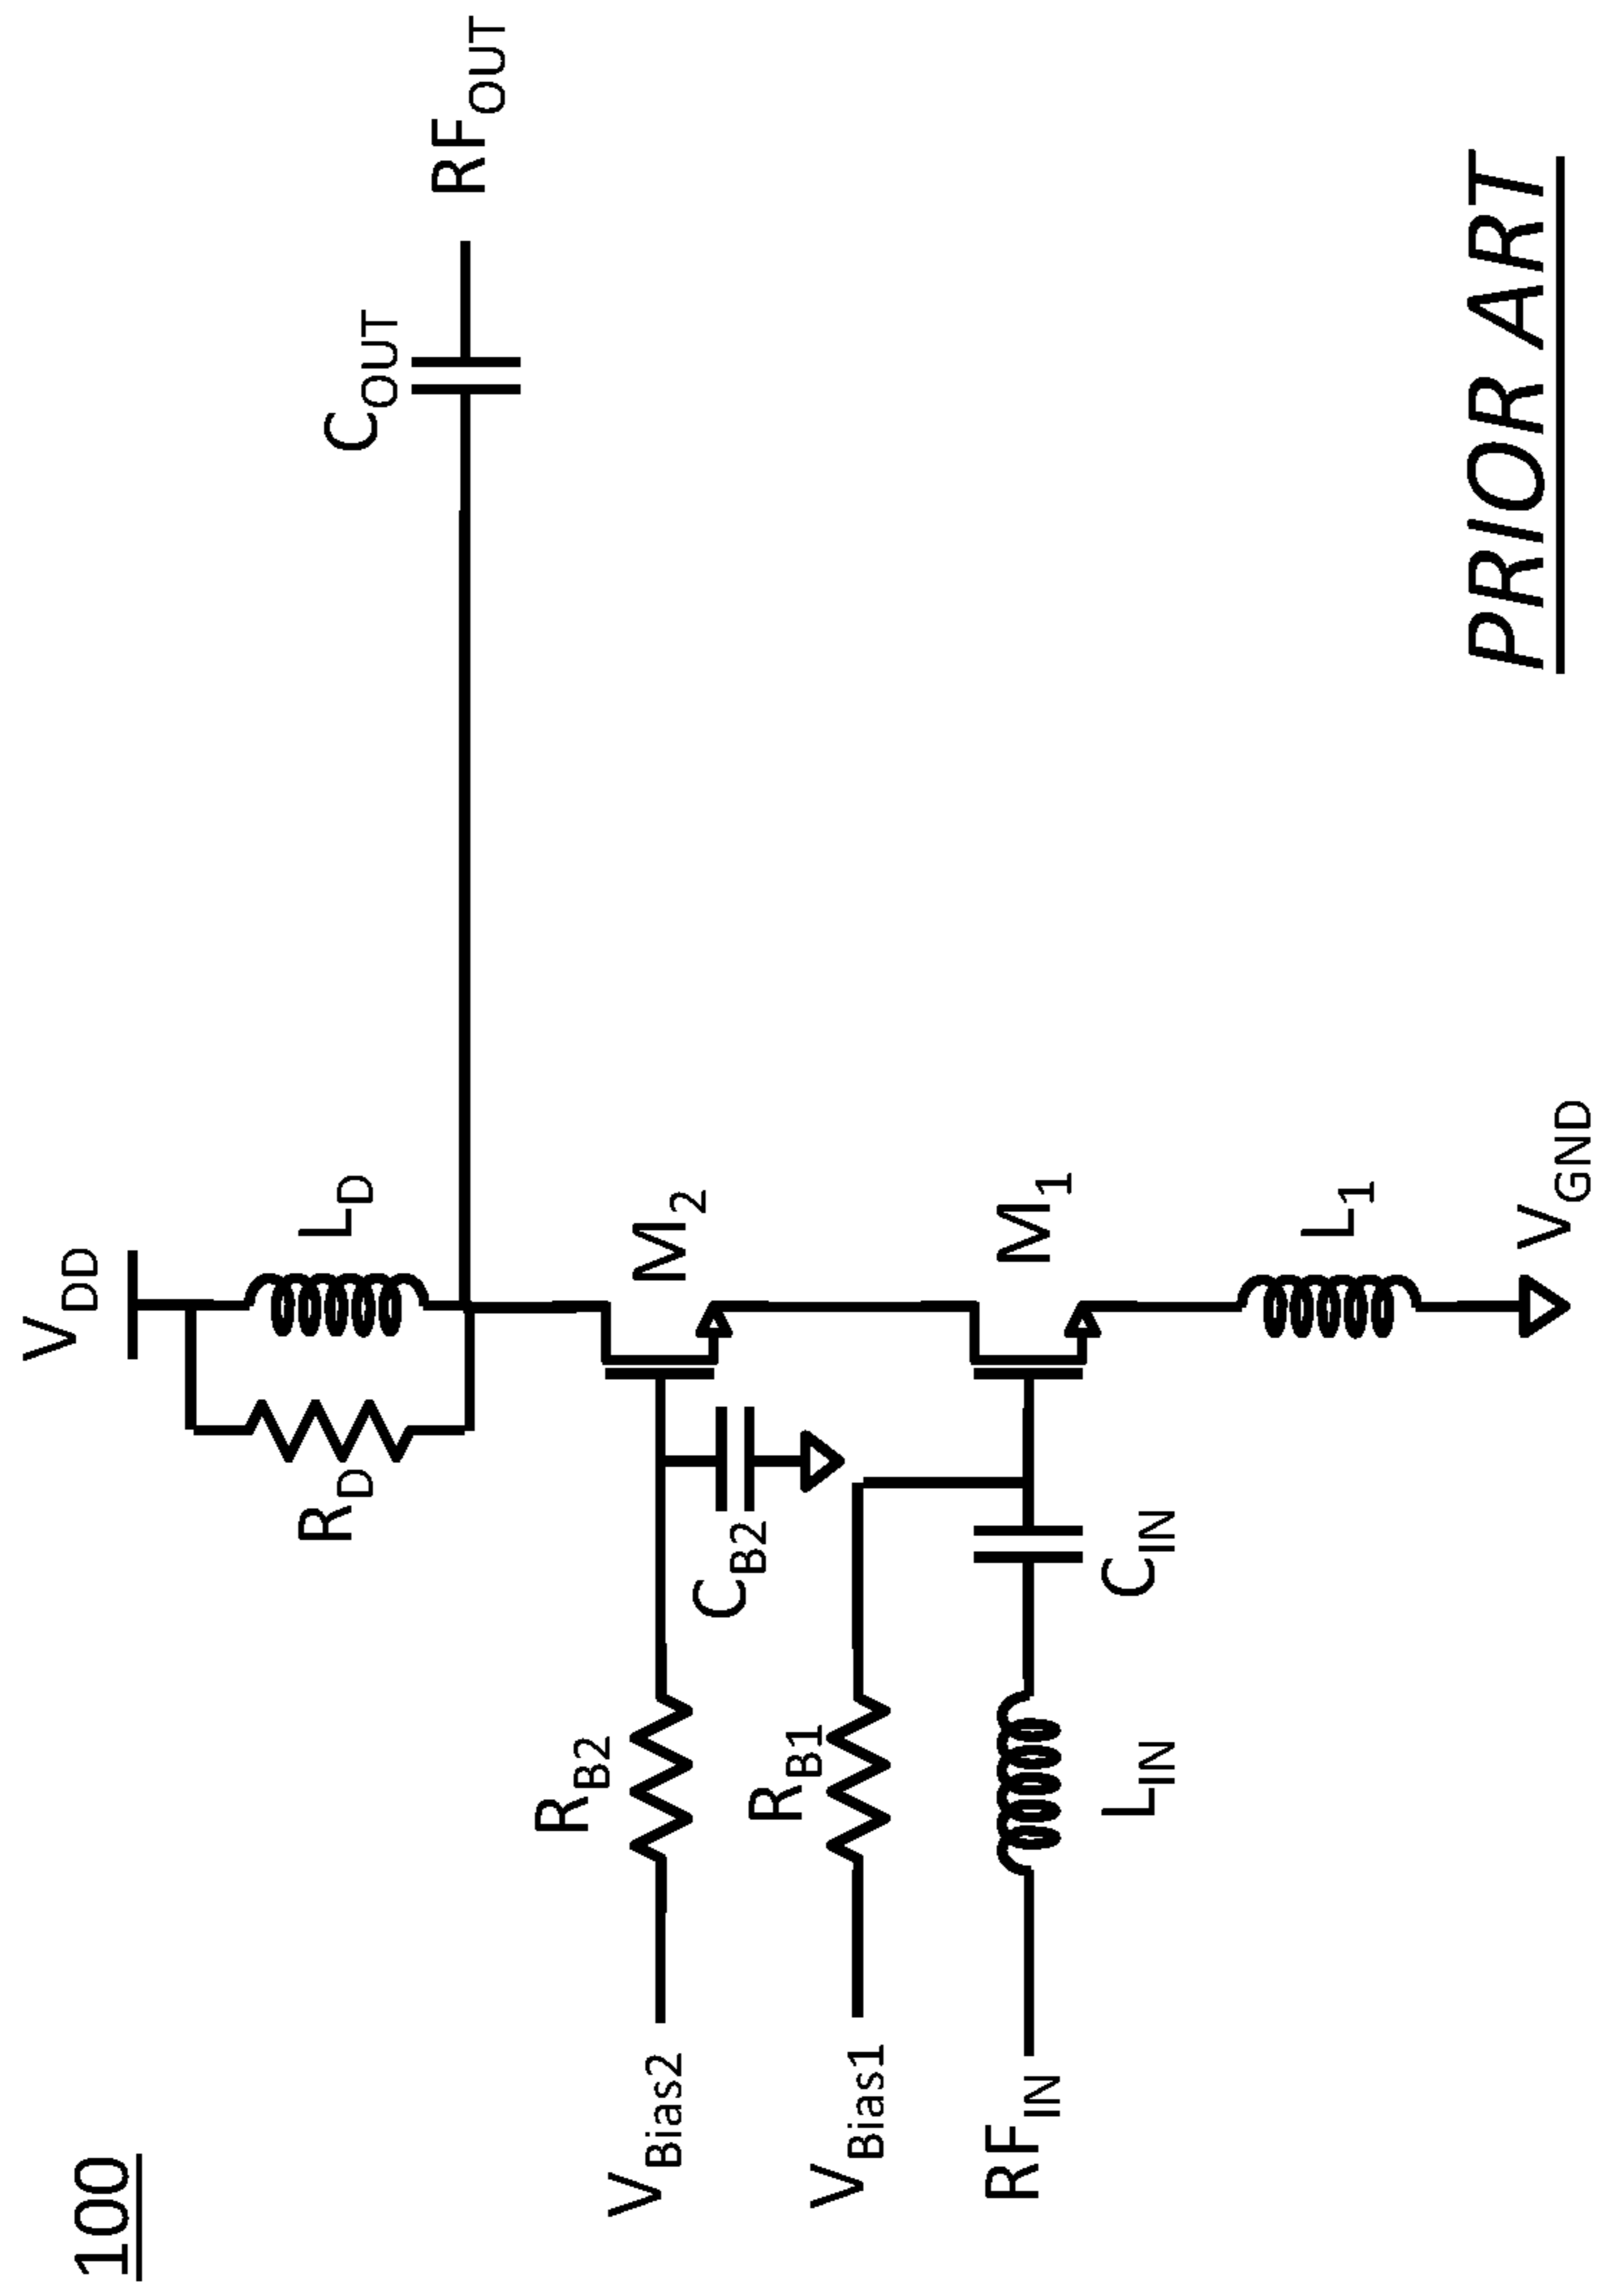 100
V_DD
R_D
L_D
C_OUT
RF_OUT
V_Bias2
R_B2
C_B2
M_2
V_Bias1
R_B1
RF_IN
L_IN
C_IN
M_1
L_1
V_GND
PRIOR ART